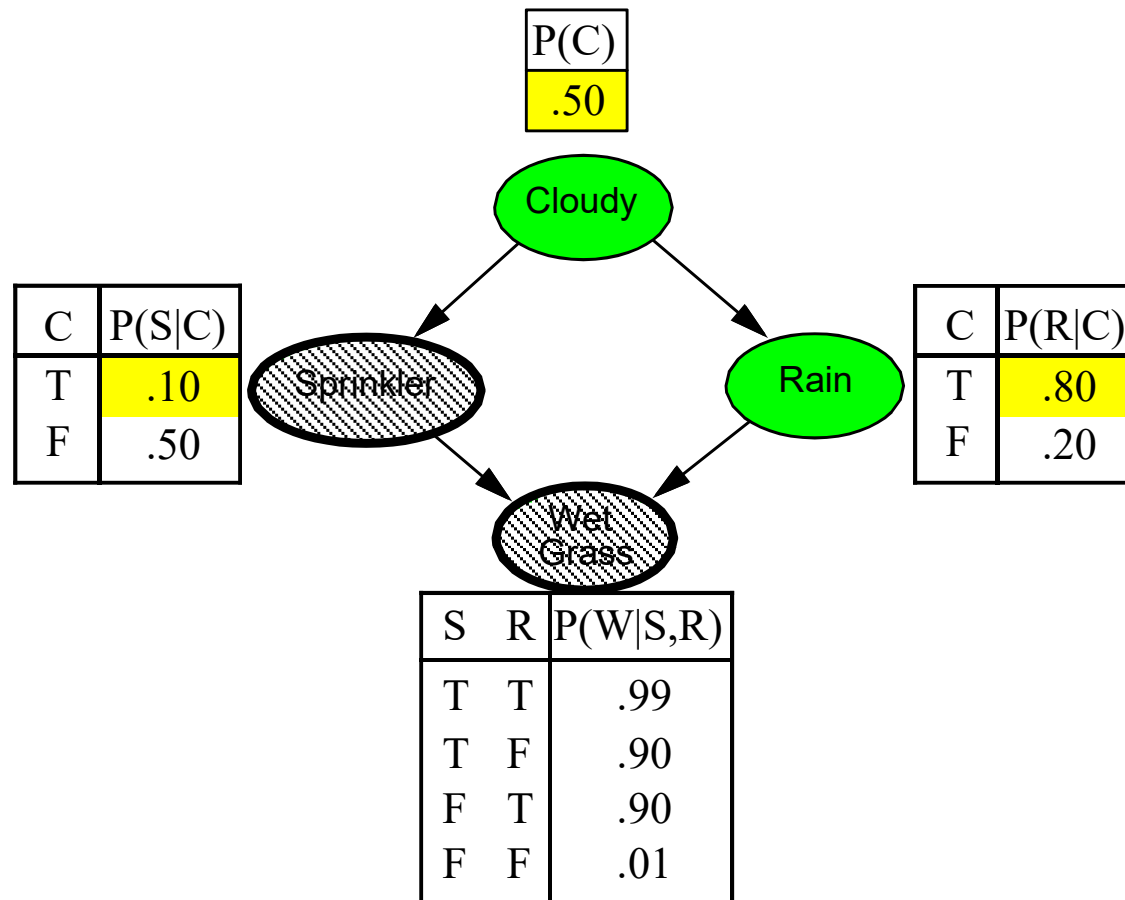 P(C)
.50
Cloudy
C P(S|C)
T .10
F .50
Sprinkler
Rain
C P(R|C)
T .80
F .20
Wet
Grass
S R P(W|S,R)
T T .99
T F .90
F T .90
F F .01